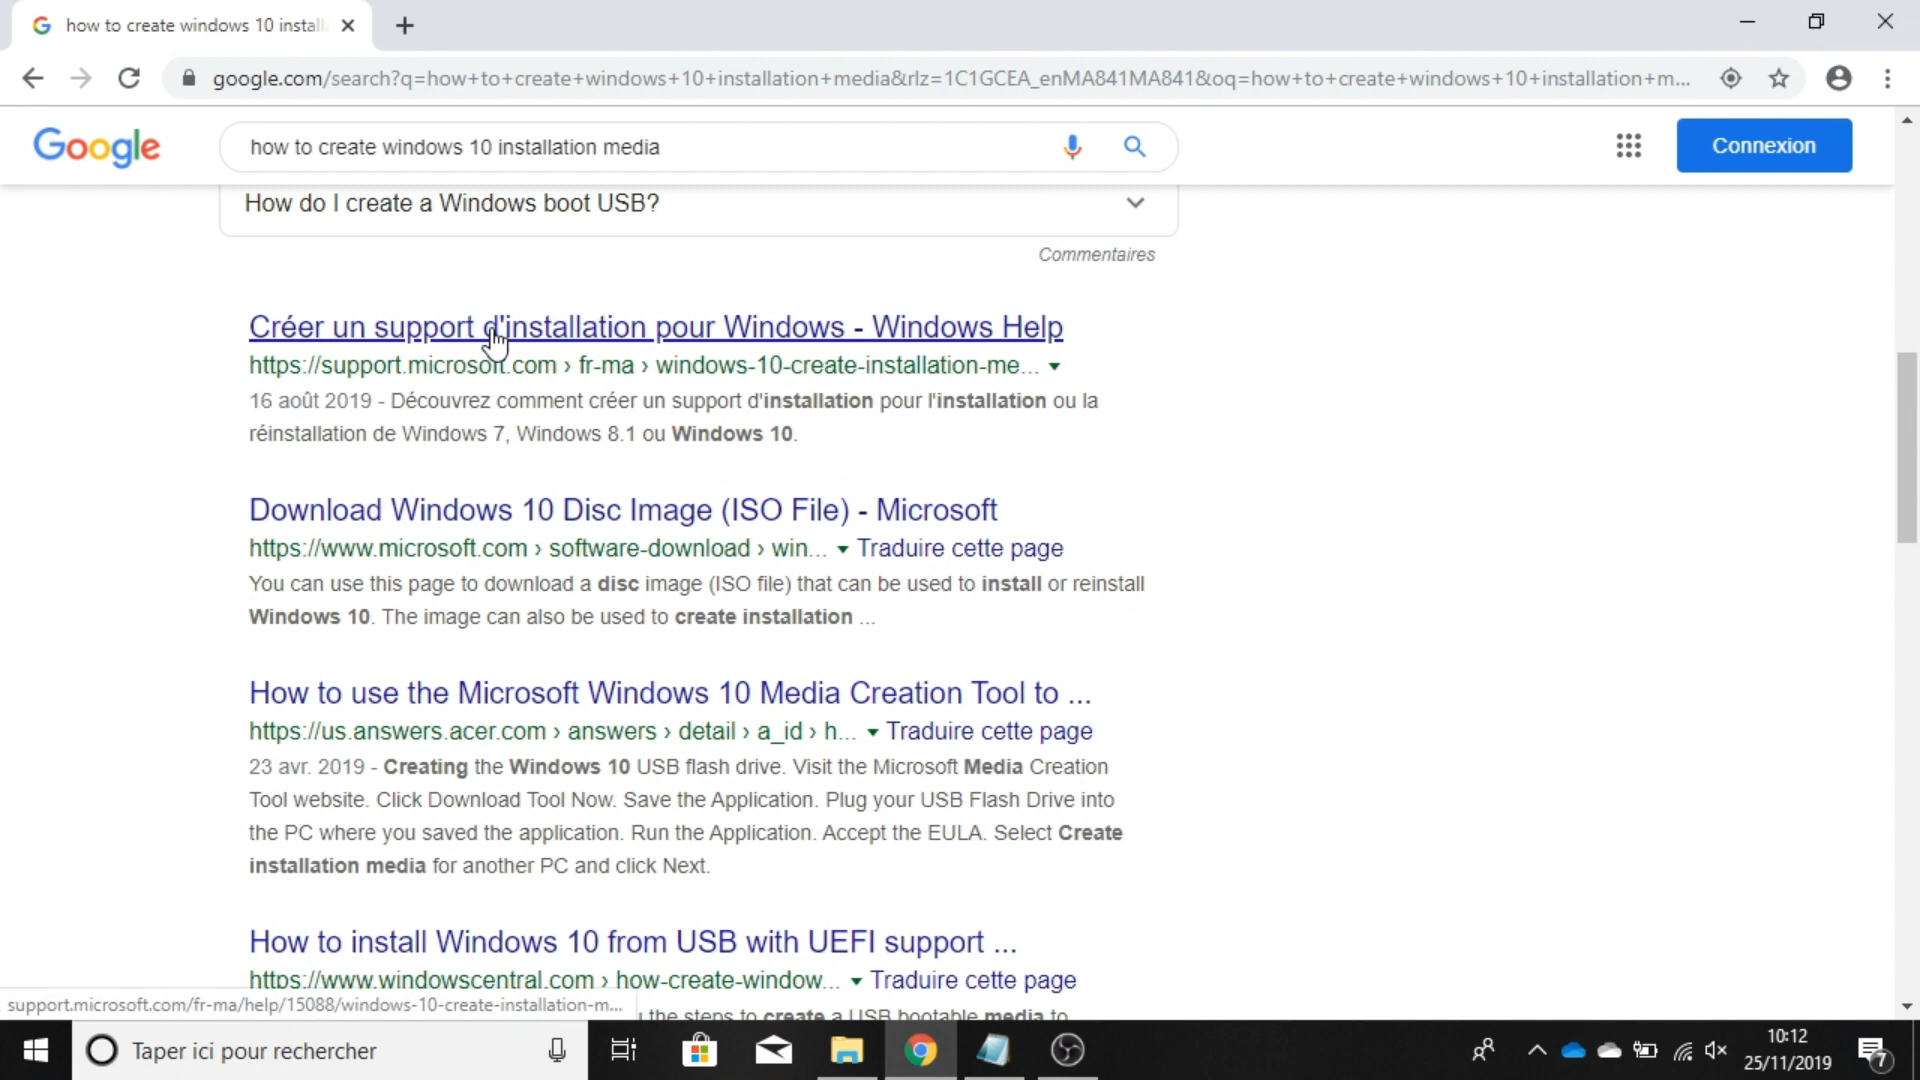 how to create windows 10 install
google.com/search?q=how+to+create+windows+10+installation+media&rlz=1C1GCEA_enMA841MA841&oq=how+to+create+windows+10+installation+m...
Google
how to create windows 10 installation media
Connexion
How do I create a Windows boot USB?
Commentaires
Créer un support d'installation pour Windows - Windows Help
https://support.microsoft.com › fr-ma › windows-10-create-installation-me...
16 août 2019 - Découvrez comment créer un support d'installation pour l'installation ou la
réinstallation de Windows 7, Windows 8.1 ou Windows 10.
Download Windows 10 Disc Image (ISO File) - Microsoft
https://www.microsoft.com › software-download › win... Traduire cette page
You can use this page to download a disc image (ISO file) that can be used to install or reinstall
Windows 10. The image can also be used to create installation ...
How to use the Microsoft Windows 10 Media Creation Tool to ...
https://us.answers.acer.com › answers › detail › a_id › h... Traduire cette page
23 avr. 2019 - Creating the Windows 10 USB flash drive. Visit the Microsoft Media Creation
Tool website. Click Download Tool Now. Save the Application. Plug your USB Flash Drive into
the PC where you saved the application. Run the Application. Accept the EULA. Select Create
installation media for another PC and click Next.
How to install Windows 10 from USB with UEFI support ...
https://www.windowscentral.com › how-create-window... Traduire cette page
support.microsoft.com/fr-ma/help/15088/windows-10-create-installation-m...
the steps to create a USB bootable media to
Taper ici pour rechercher
10:12
25/11/2019
7